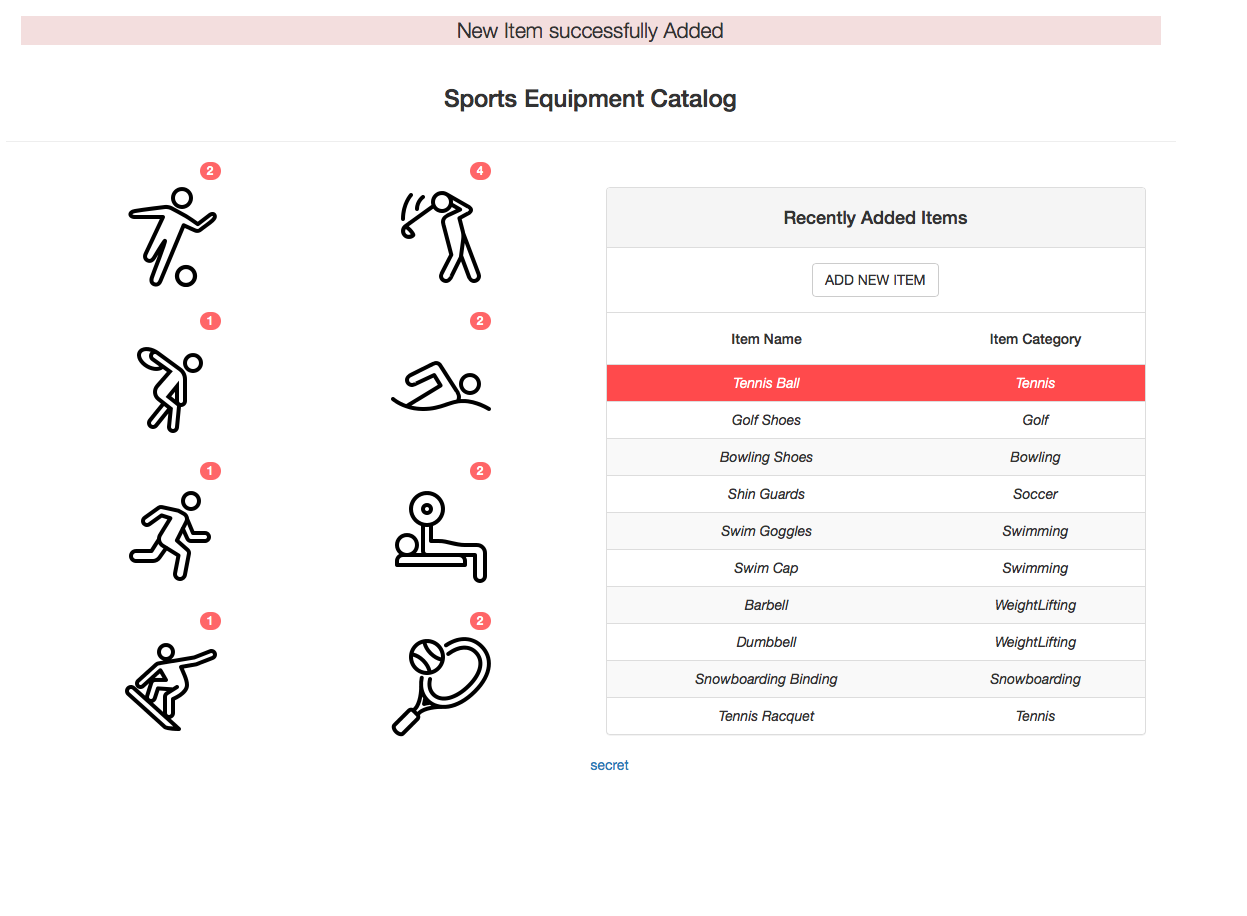 New Item successfully Added
Sports Equipment Catalog
2
4
1
2
1
2
1
2
Recently Added Items
ADD NEW ITEM
Item Name Item Category
Tennis Ball Tennis
Golf Shoes Golf
Bowling Shoes Bowling
Shin Guards Soccer
Swim Goggles Swimming
Swim Cap Swimming
Barbell WeightLifting
Dumbbell WeightLifting
Snowboarding Binding Snowboarding
Tennis Racquet Tennis
secret